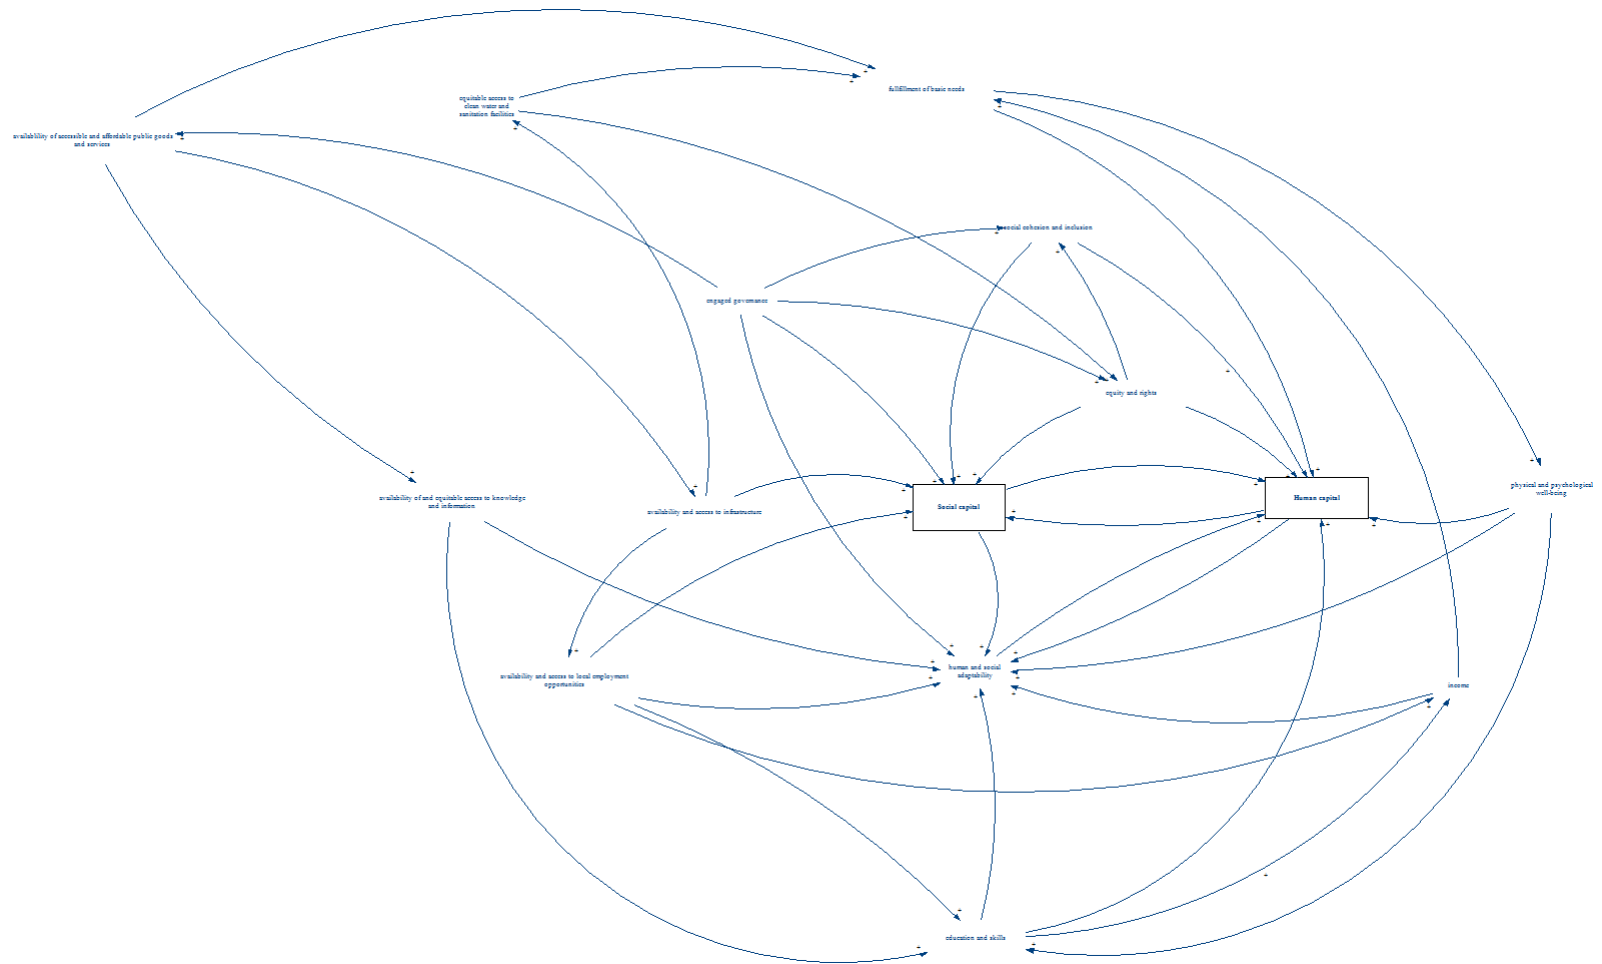 fullfillment of basic needs
equitable access to
clean water and
sanitation facilities
availablility of accessible and affordable public goods
and services
social cohesion and inclusion
engaged governance
equity and rights
physical and psychological
well-being
availability of and equitable access to knowledge
and information
availability and access to infrastructure
Social capital
Human capital
human and social
adaptability
availability and access to local employment
opportunities
income
education and skills